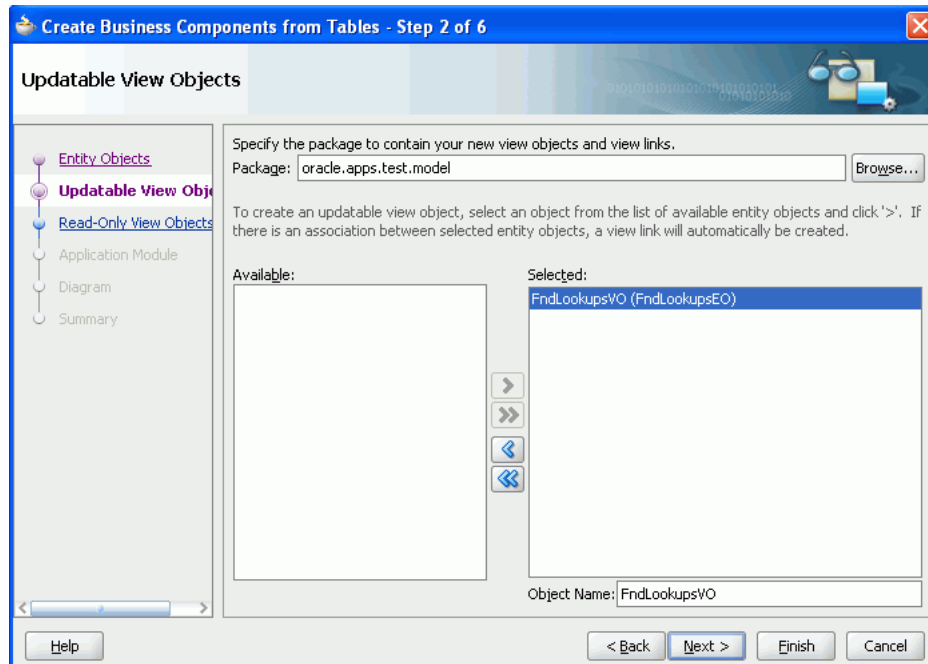 Create Business Components from Tables - Step 2 of 6
Updatable View Objects
Entity Objects
Updatable View Obje
Read-Only View Objects
Application Module
Diagram
Summary
Specify the package to contain your new view objects and view links.
Package: oracle.apps.test.model Browse...
To create an updatable view object, select an object from the list of available entity objects and click '>'. If
there is an association between selected entity objects, a view link will automatically be created.
Available: Selected:
FndLookupsVO (FndLookupsEO)
Object Name: FndLookupsVO
Help < Back Next > Finish Cancel